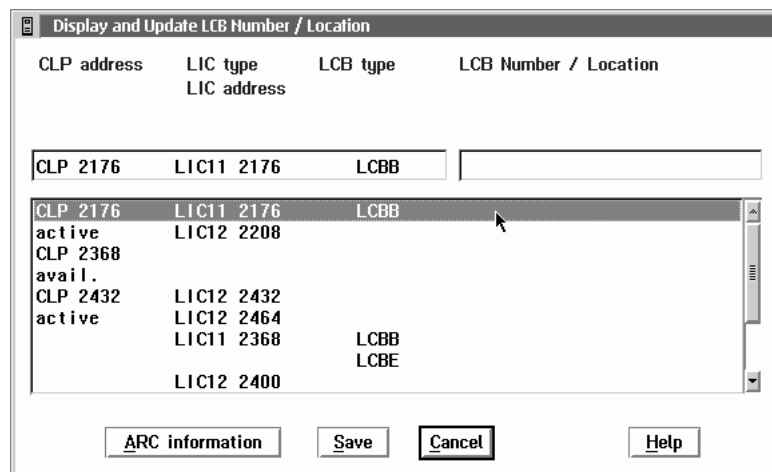 Display and Update LCB Number / Location
CLP address LIC type LCB type LCB Number / Location
LIC address
CLP 2176 LIC11 2176 LCBB
CLP 2176 LIC11 2176 LCBB
active LIC12 2208
CLP 2368
avail.
CLP 2432 LIC12 2432
active LIC12 2464
LIC11 2368 LCBB
LCBE
LIC12 2400
ARC information Save Cancel Help